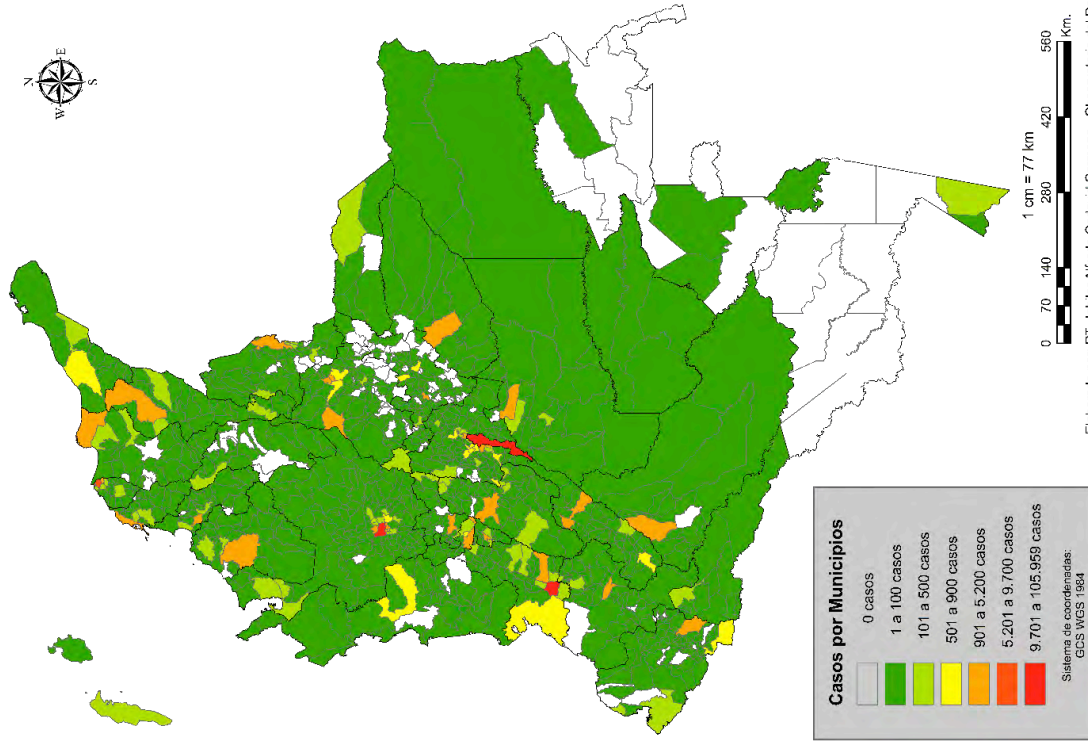 N
W
E
S
Casos por Municipios
0 casos
1 a 100 casos
101 a 500 casos
501 a 900 casos
901 a 5.200 casos
5.201 a 9.700 casos
9.701 a 105.959 casos
Sistema de coordenadas:
GCS WGS 1984
1 cm = 77 km
0 70 140 280 420 560
Km.